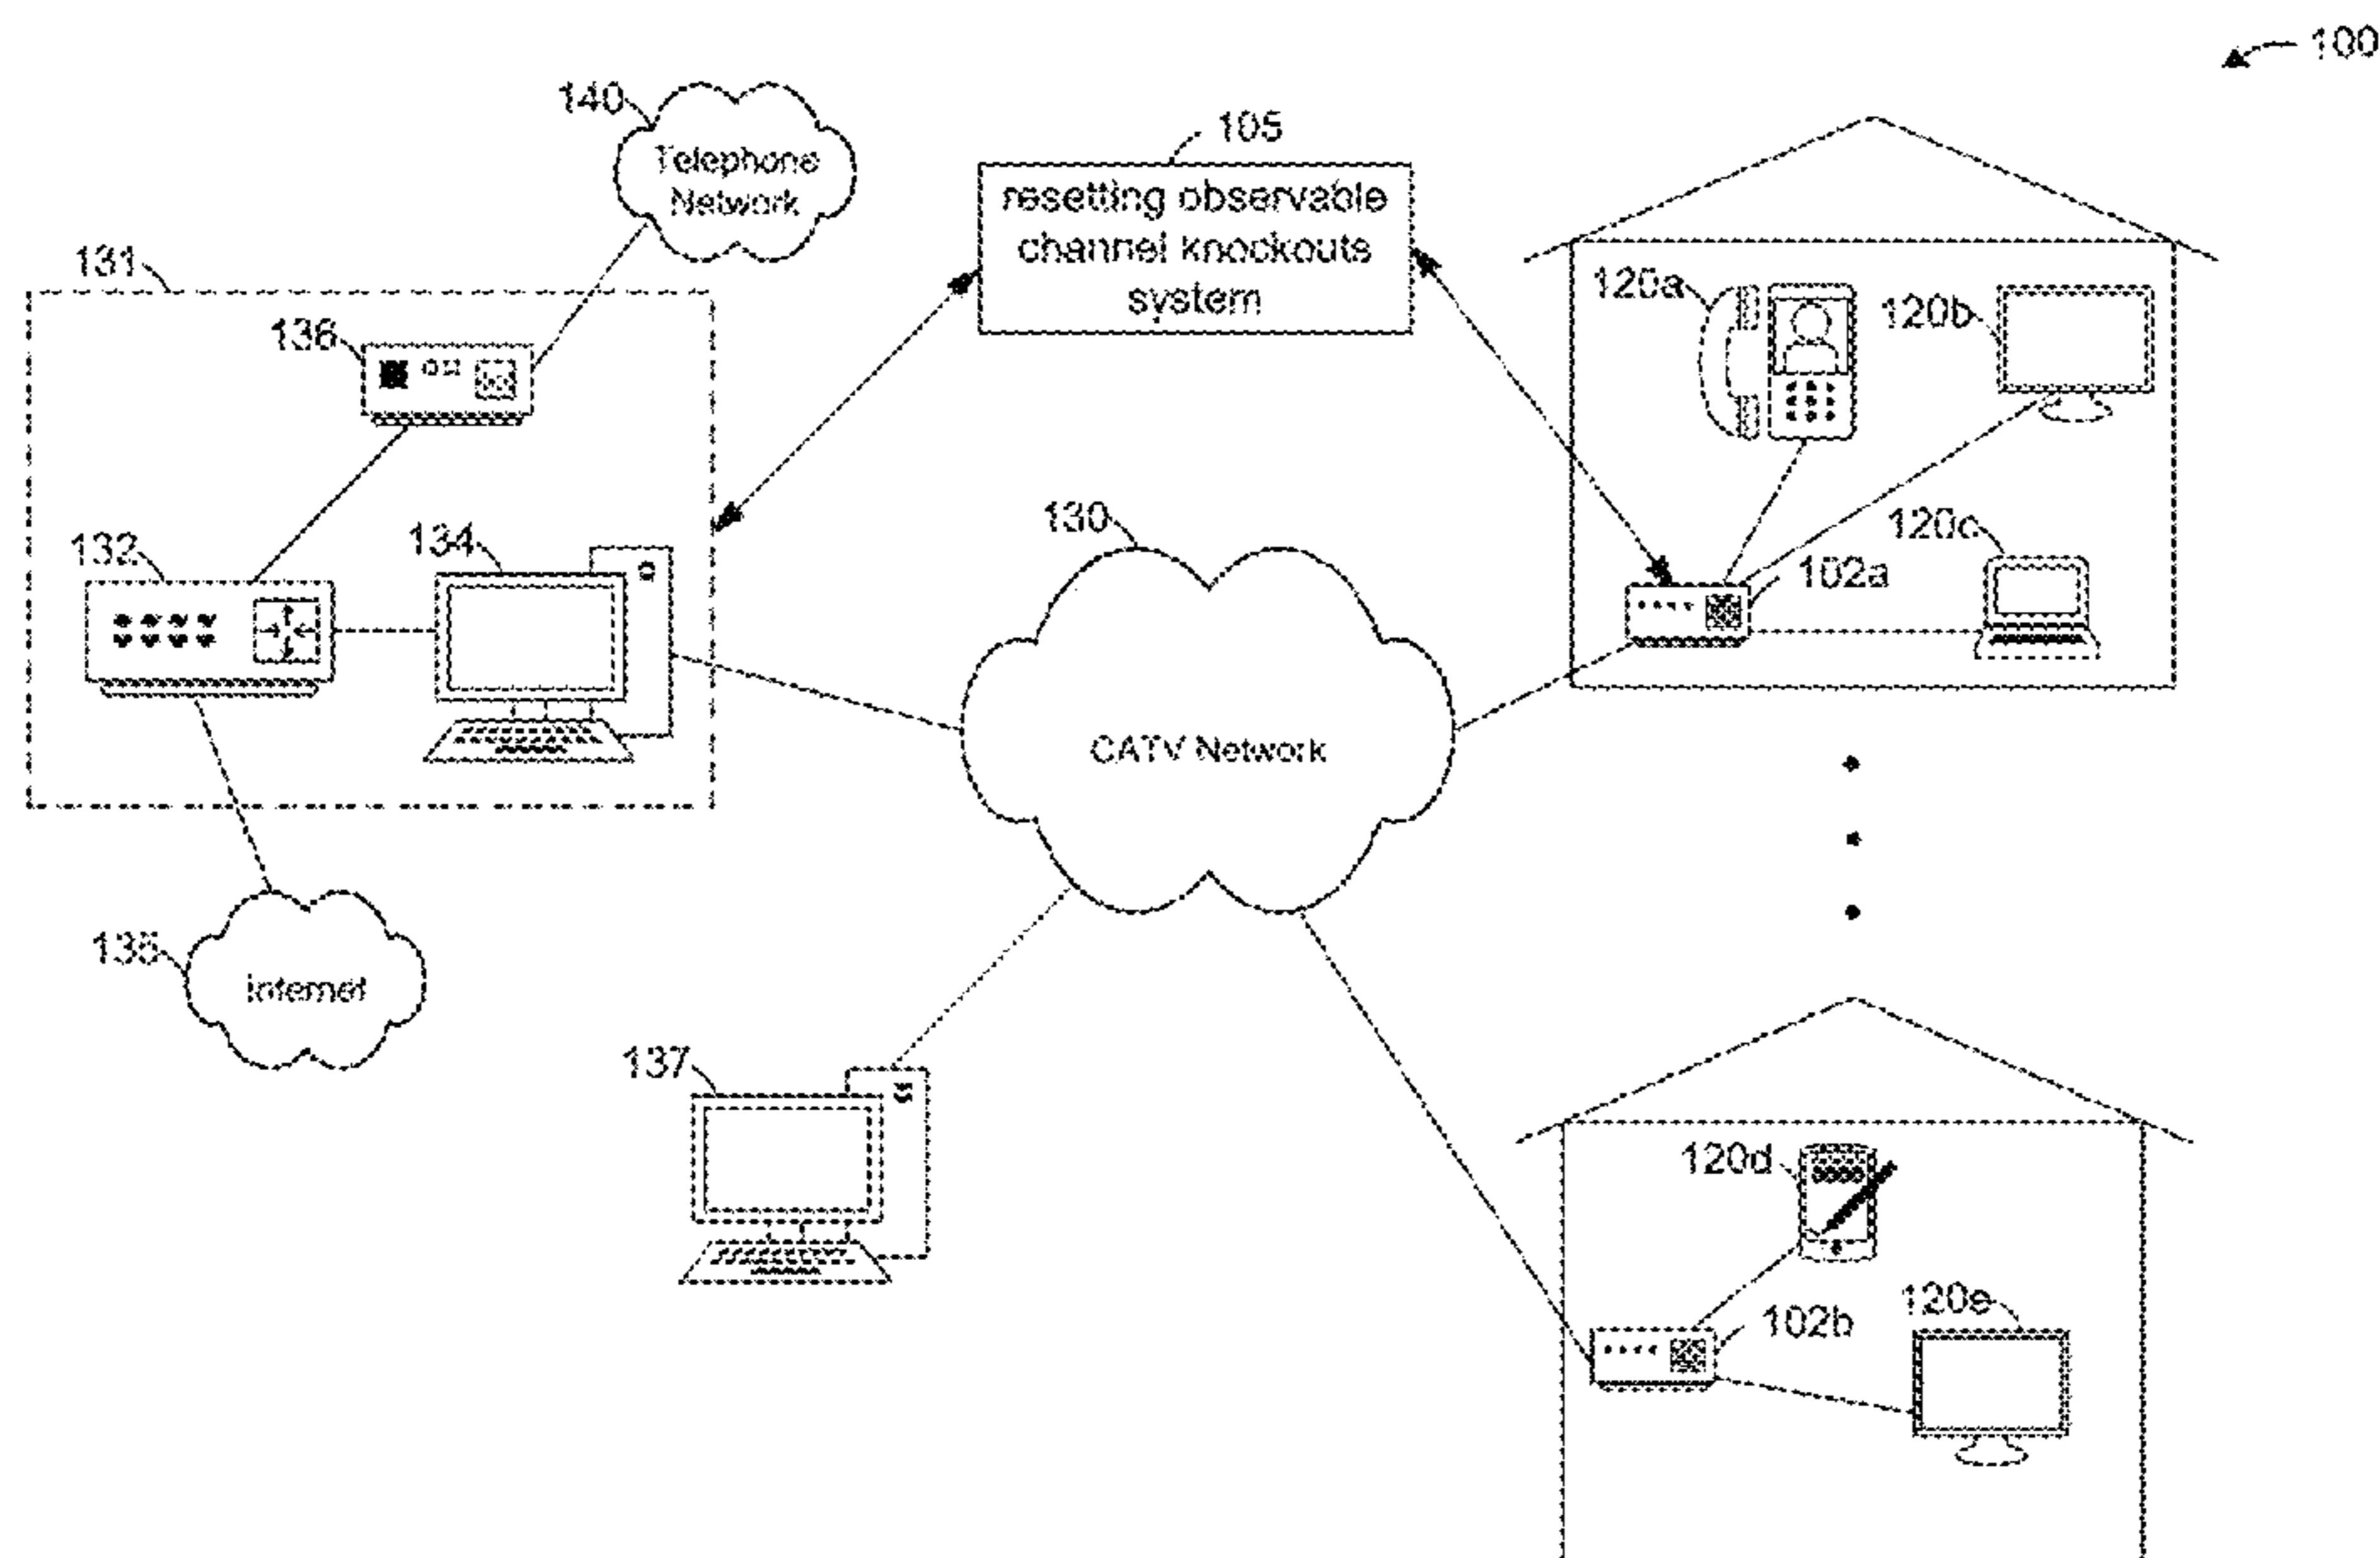 100
140
Telephone
Network
105
resetting observable
channel knockouts
system
131
136
120a
120b
132
134
130
120c
102a
CATV Network
135
Internet
137
120d
102b
120e